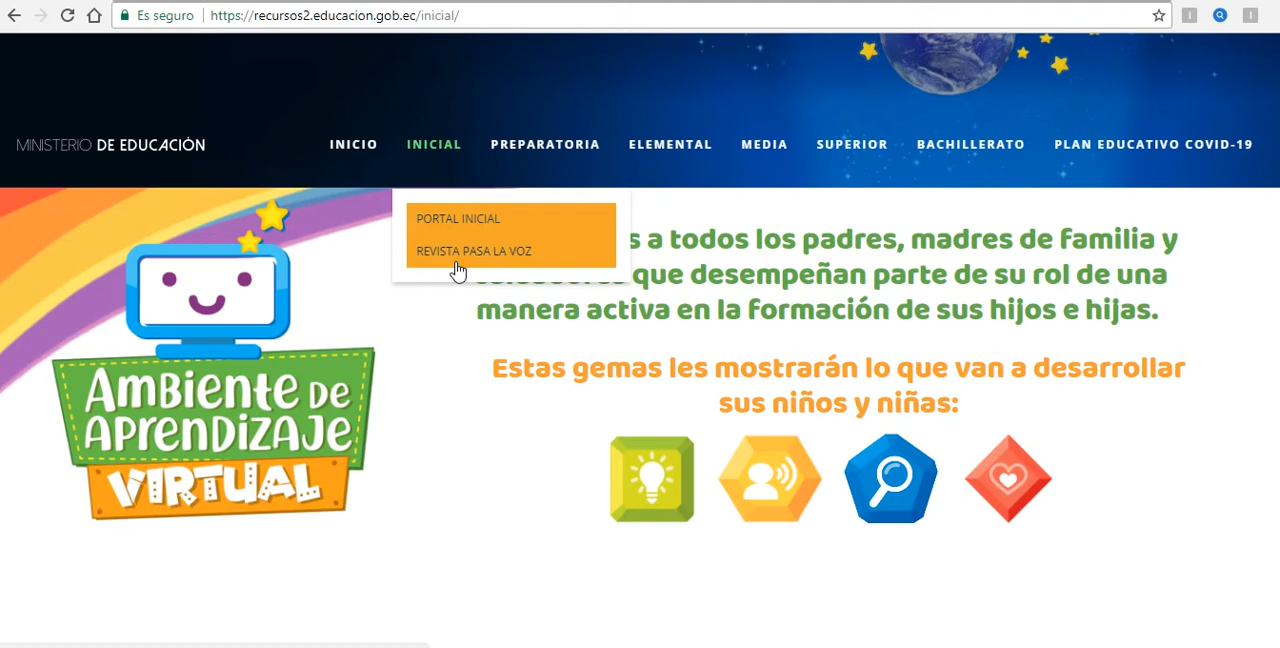 Es seguro
https://recursos2.educacion.gob.ec/inicial/
MINISTERIO DE EDUCACIÓN
INICIO
INICIAL
PREPARATORIA
ELEMENTAL
MEDIA
SUPERIOR
BACHILLERATO
PLAN EDUCATIVO COVID-19
PORTAL INICIAL
REVISTA PASA LA VOZ
a todos los padres, madres de familia y
que desempeñan parte de su rol de una
manera activa en la formación de sus hijos e hijas.
Estas gemas les mostrarán lo que van a desarrollar
sus niños y niñas:
AMBIENTE DE
APRENDIZAJE
VIRTUAL